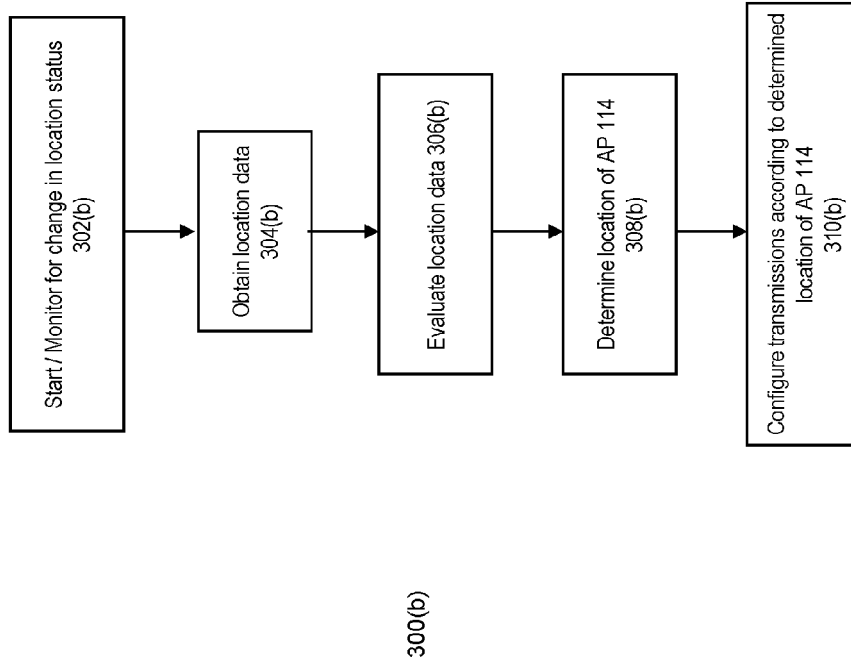 Start / Monitor for change in location status
302(b)
Obtain location data
304(b)
Evaluate location data 306(b)
Determine location of AP 114
308(b)
Configure transmissions according to determined
location of AP 114
310(b)
300(b)